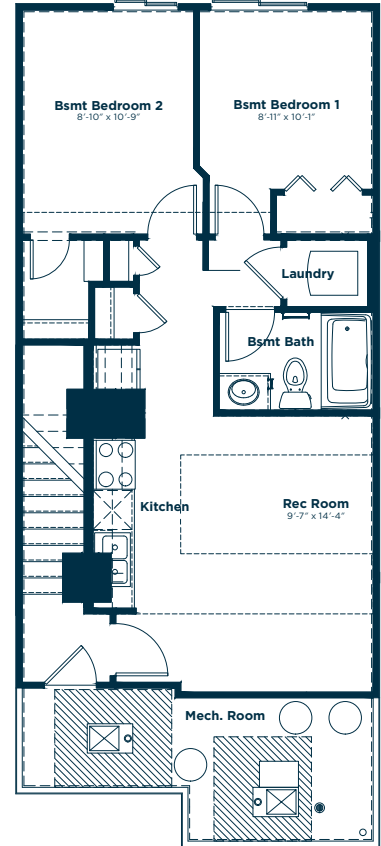 Bsmt Bedroom 2
8'-10" x 10'-9"
Bsmt Bedroom 1
8'-11" x 10'-1"
Laundry
Bsmt Bath
Kitchen
Rec Room
9'-7" x 14'-4"
Mech. Room